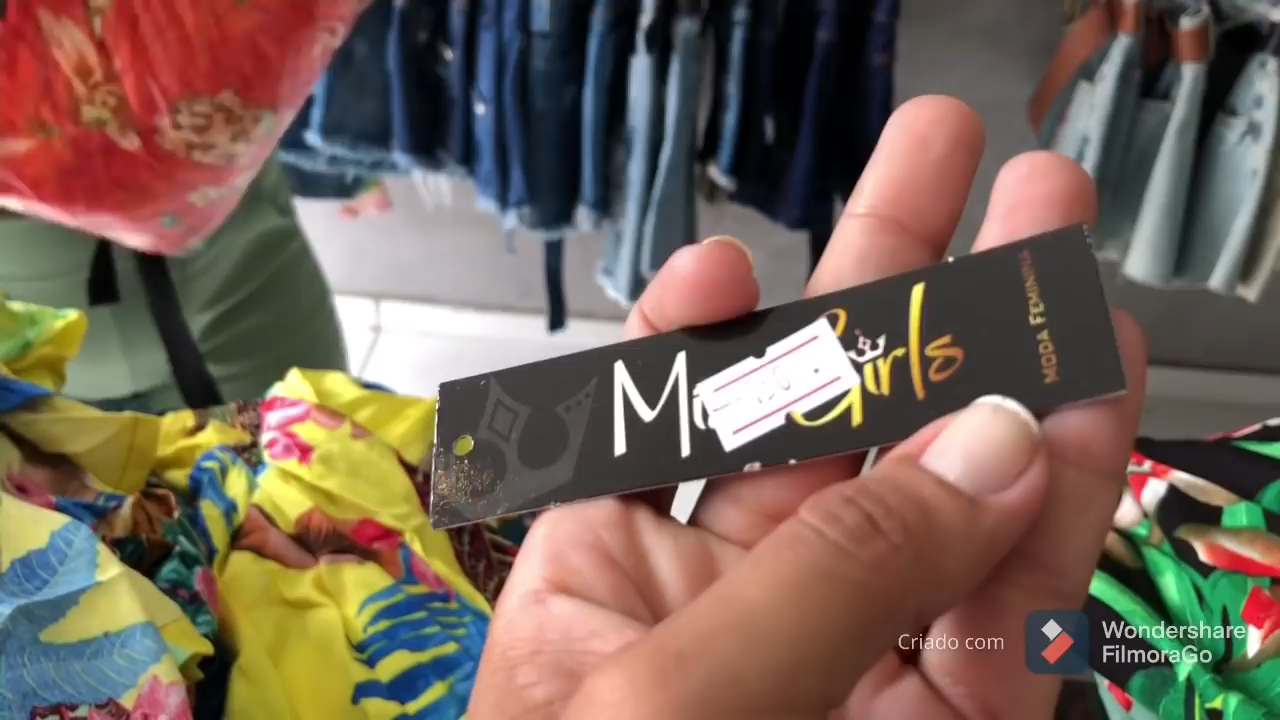 Girls
MODA FEMININA
Criado com
Wondershare
FilmoraGo